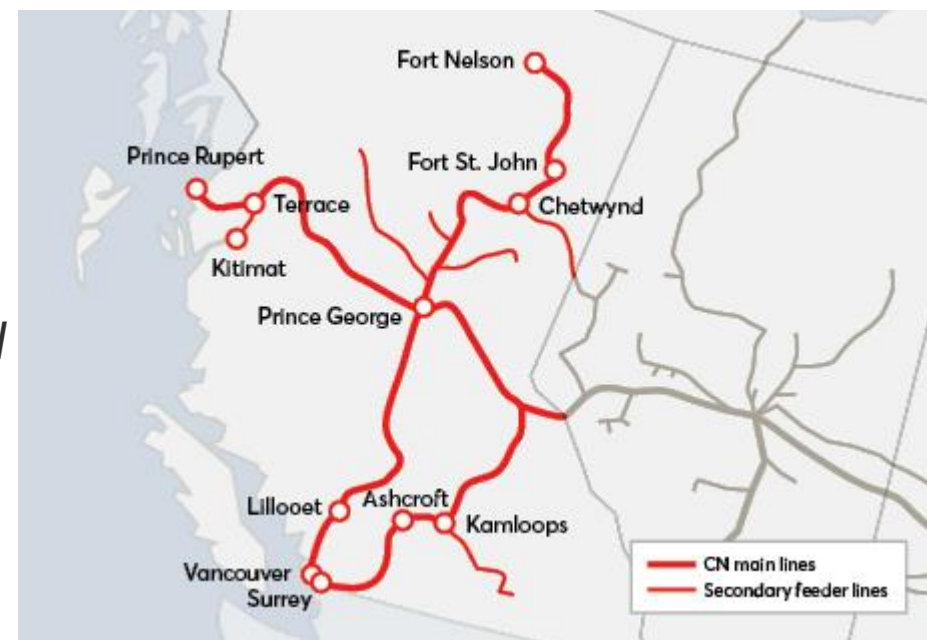 Fort Nelson
Prince Rupert
Fort St. John
Terrace
Chetwynd
Kitimat
Prince George
Lillooet
Ashcroft
Kamloops
Vancouver
Surrey
CN main lines
Secondary feeder lines